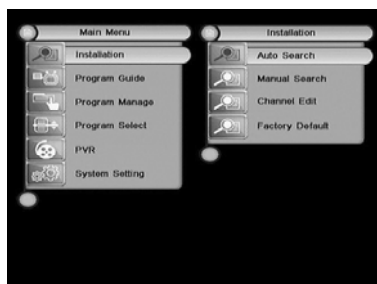 Main Menu
Installation
Program Guide
Program Manage
Program Select
PVR
System Setting
Installation
Auto Search
Manual Search
Channel Edit
Factory Default